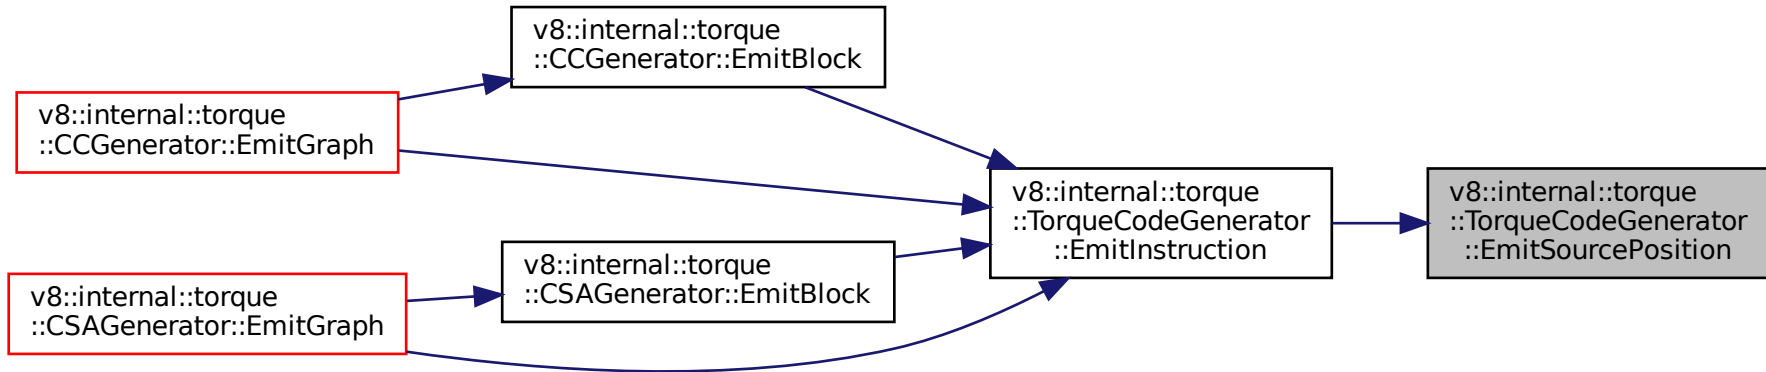 v8::internal::torque
::CCGenerator::EmitBlock
v8::internal::torque
::CCGenerator::EmitGraph
v8::internal::torque
::TorqueCodeGenerator
::EmitInstruction
v8::internal::torque
::TorqueCodeGenerator
::EmitSourcePosition
v8::internal::torque
::CSAGenerator::EmitBlock
v8::internal::torque
::CSAGenerator::EmitGraph